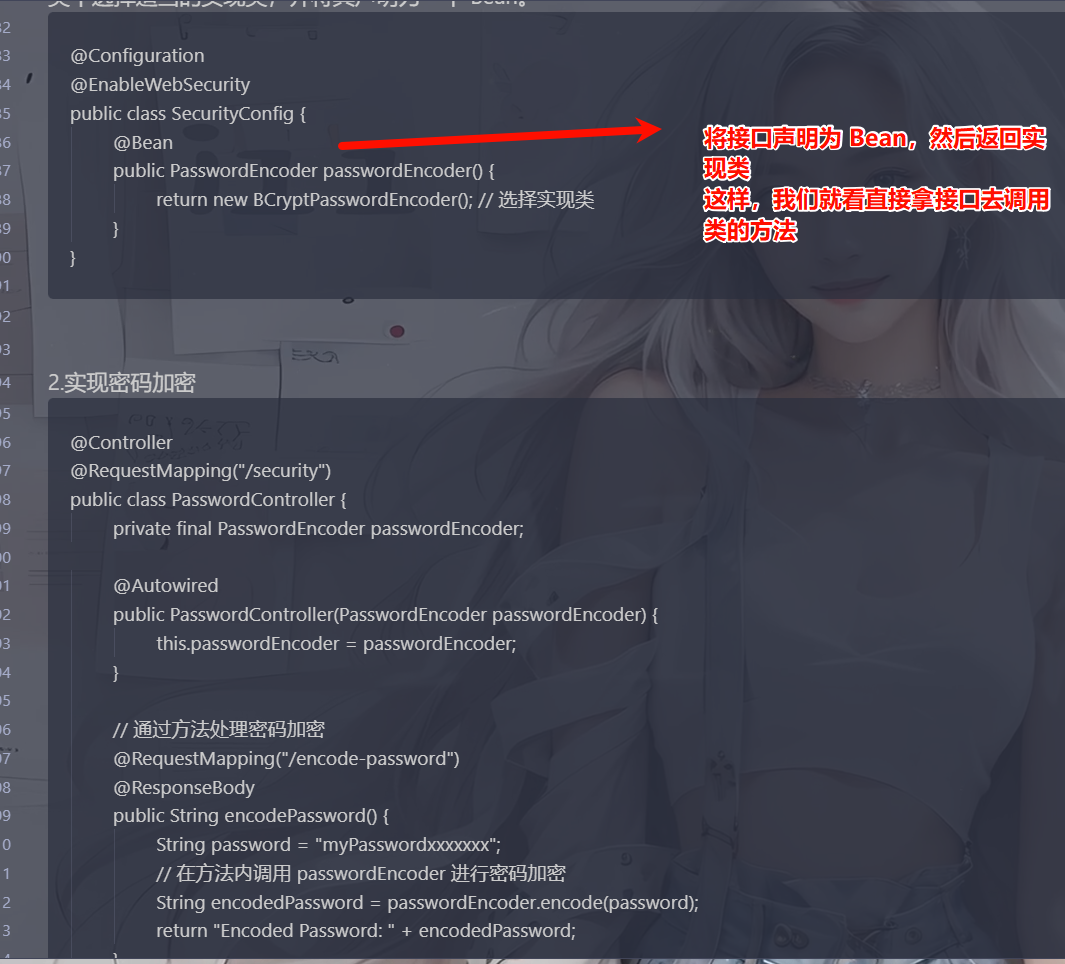 @Configuration
@EnableWebSecurity
public class SecurityConfig {
@Bean
public PasswordEncoder passwordEncoder() {
return new BCryptPasswordEncoder(); // 选择实现类
}
}
将接口声明为 Bean，然后返回实
现类
这样，我们就看直接拿接口去调用
类的方法
2.实现密码加密
@Controller
@RequestMapping("/security")
public class PasswordController {
private final PasswordEncoder passwordEncoder;
@Autowired
public PasswordController(PasswordEncoder passwordEncoder) {
this.passwordEncoder = passwordEncoder;
}
// 通过方法处理密码加密
@RequestMapping("/encode-password")
@ResponseBody
public String encodePassword() {
String password = "myPasswordxxxxxxx";
// 在方法内调用 passwordEncoder 进行密码加密
String encodedPassword = passwordEncoder.encode(password);
return "Encoded Password: " + encodedPassword;
}